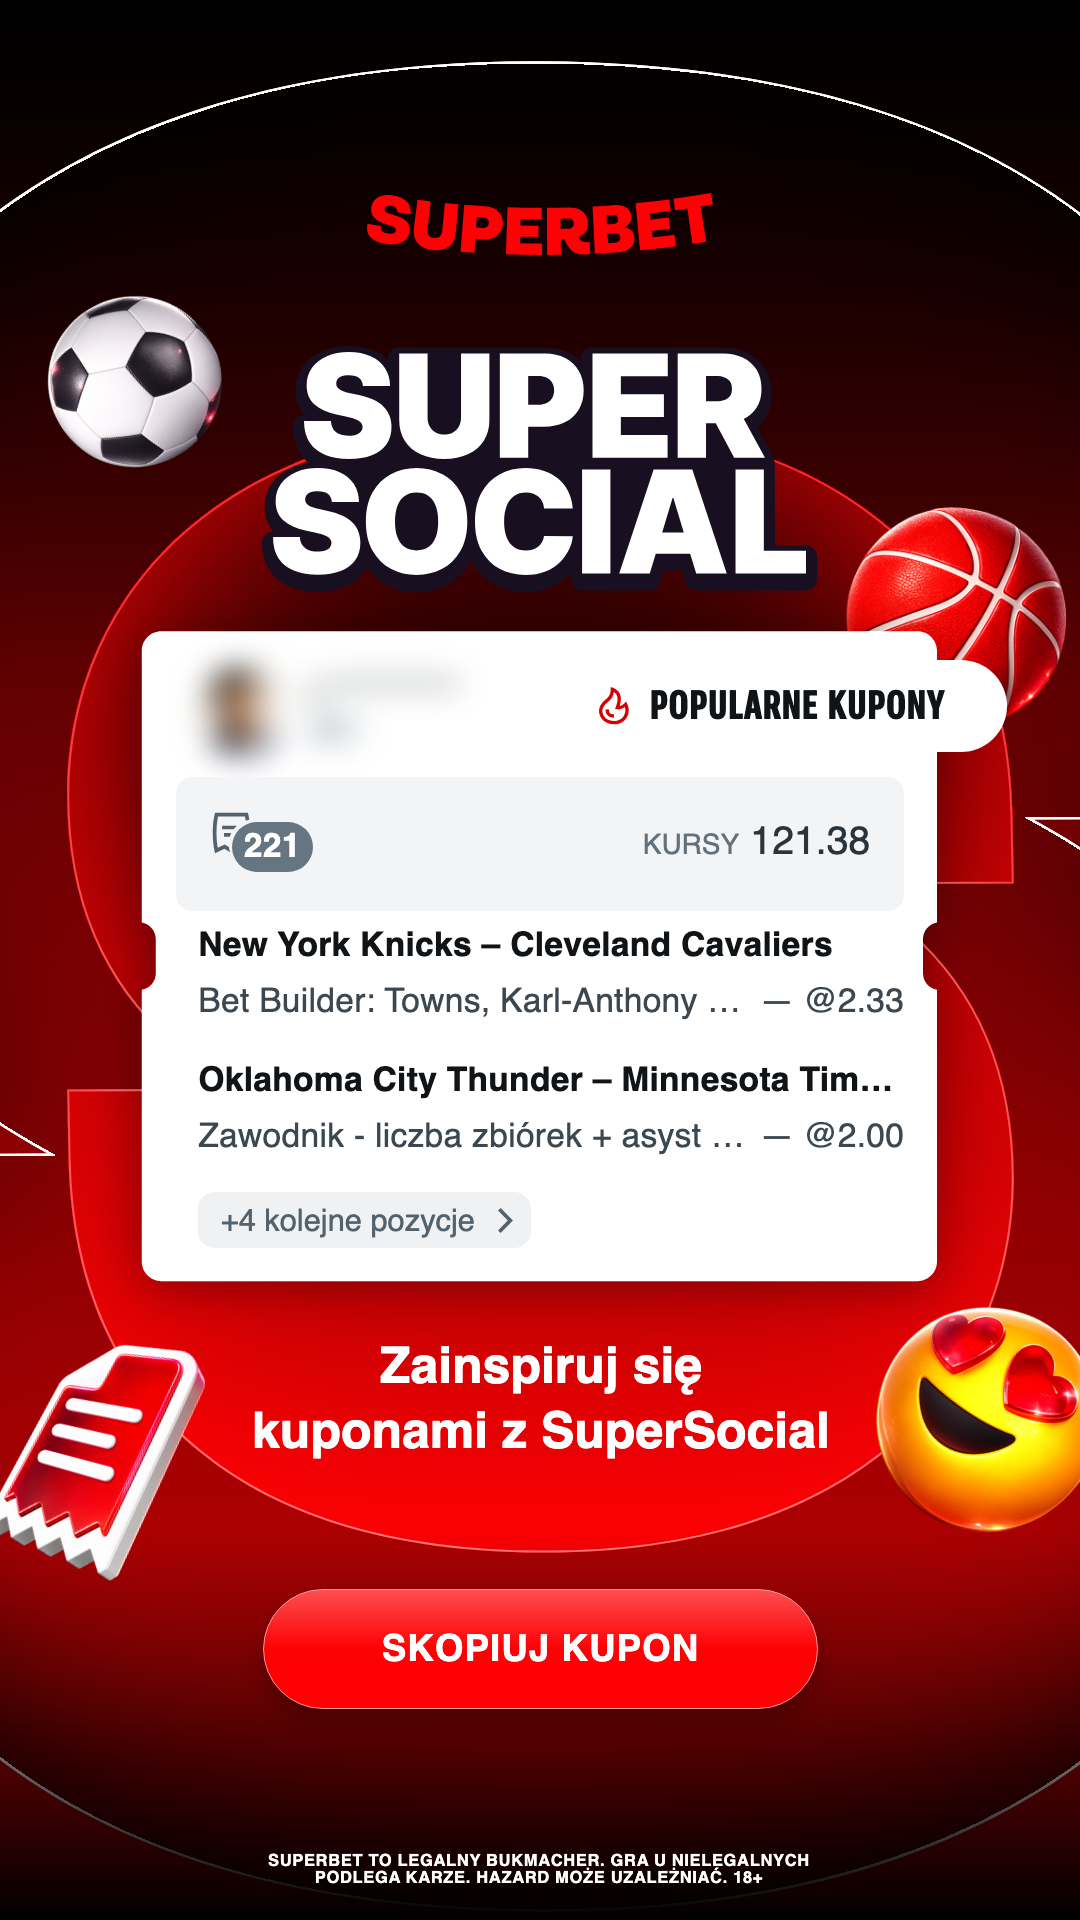 SUPERBET
SUPER
SOCIAL
POPULARNE KUPONY
221
KURSY 121.38
New York Knicks – Cleveland Cavaliers
Bet Builder: Towns, Karl-Anthony ... — @2.33
Oklahoma City Thunder – Minnesota Tim...
Zawodnik - liczba zbiórek + asyst ... — @2.00
+4 kolejne pozycje
Zainspiruj się
kuponami z SuperSocial
SKOPIUJ KUPON
SUPERBET TO LEGALNY BUKMACHER. GRA U NIELEGALNYCH
PODLEGA KARZE. HAZARD MOŻE UZALEŻNIAĆ. 18+